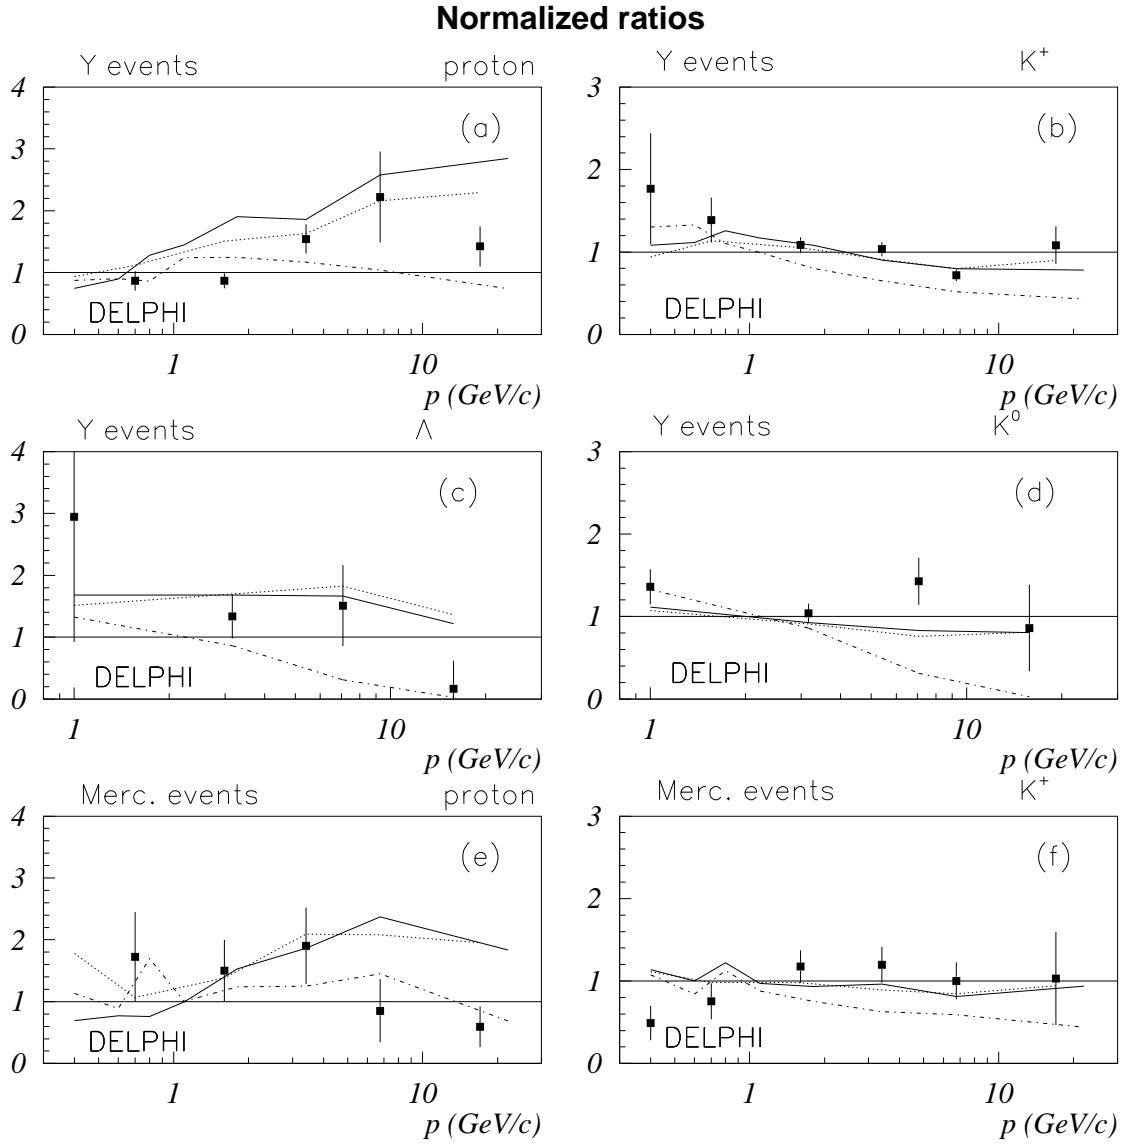 Normalized ratios
Y events proton
4
3
2
1
0
(a)
DELPHI
1 10
p (GeV/c)
Y events K+
3
2
1
0
(b)
DELPHI
1 10
p (GeV/c)
Y events Λ
4
3
2
1
0
(c)
DELPHI
1 10
p (GeV/c)
Y events K0
3
2
1
0
(d)
DELPHI
1 10
p (GeV/c)
Merc. events proton
4
3
2
1
0
(e)
DELPHI
1 10
p (GeV/c)
Merc. events K+
3
2
1
0
(f)
DELPHI
1 10
p (GeV/c)